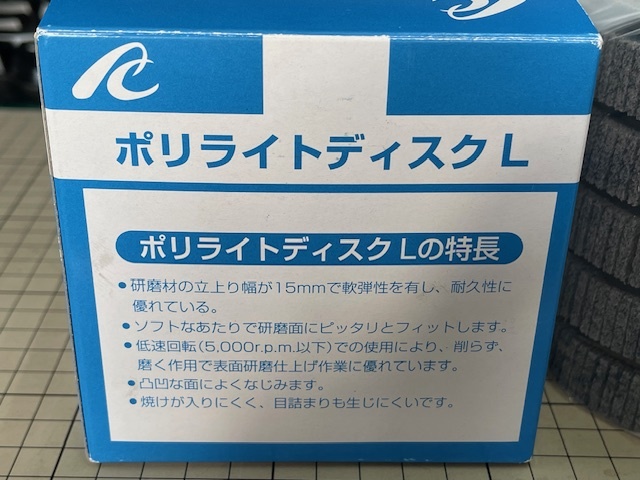 ポリライトディスクL
ポリライトディスクLの特長
●研磨材の立上り幅が15mmで軟弾性を有し、耐久性に
優れている。
●ソフトなあたりで研磨面にピッタリとフィットします。
●低速回転(5,000r.p.m.以下)での使用により、削らず、
磨く作用で表面研磨仕上げ作業に優れています。
●凸凹な面によくなじみます。
●焼けが入りにくく、目詰まりも生じにくいです。